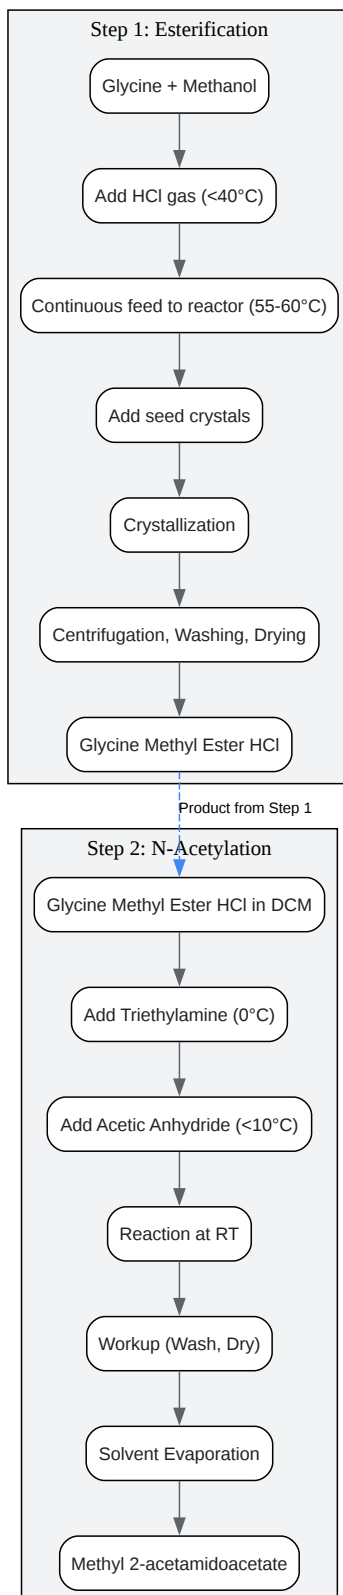 Step 1: Esterification
Glycine + Methanol
Add HCl gas (<40°C)
Continuous feed to reactor (55-60°C)
Add seed crystals
Crystallization
Centrifugation, Washing, Drying
Glycine Methyl Ester HCl
Product from Step 1
Step 2: N-Acetylation
Glycine Methyl Ester HCl in DCM
Add Triethylamine (0°C)
Add Acetic Anhydride (<10°C)
Reaction at RT
Workup (Wash, Dry)
Solvent Evaporation
Methyl 2-acetamidoacetate